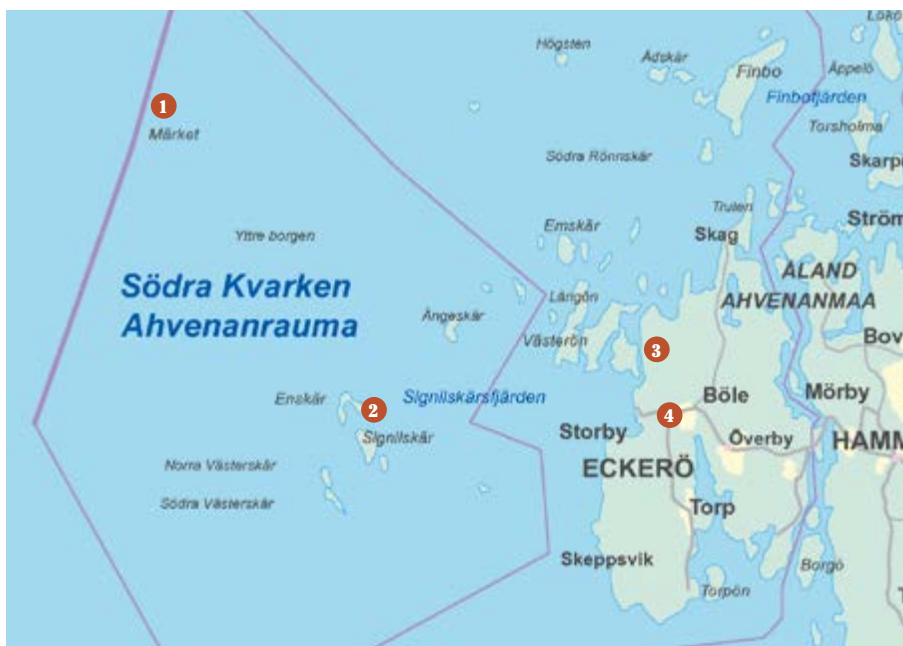 Högsten
Ådskär
Finbo
Äppelö
Finbofjärden
1
Märket
Torsholma
Södra Rönnskär
Skarp
Truten
Emskär
Skag
Ström
Yttre borgen
ÅLAND
AHVENANMAA
Södra Kvarken
Ahvenanrauma
Långön
Ängeskär
Västerön
3
Bov
Enskär
2
Signilskärsfjärden
Böle
Mörby
4
Signilskär
Storby
Överby
HAMM
ECKERÖ
Norra Västerskär
Södra Västerskär
Torp
Skeppsvik
Borgö
Torpön